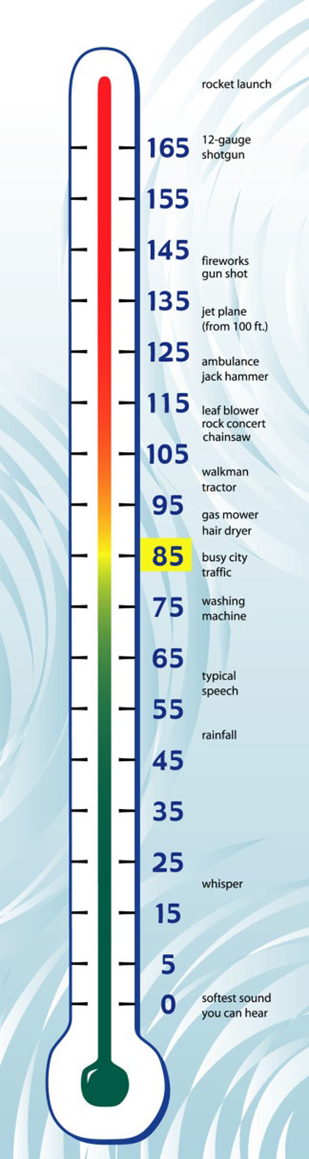 rocket launch
165 12-gauge
shotgun
155
145 fireworks
gun shot
135 jet plane
(from 100 ft.)
125 ambulance
jack hammer
115 leaf blower
rock concert
chainsaw
105
walkman
tractor
95 gas mower
hair dryer
85 busy city
traffic
75 washing
machine
65
typical
speech
55
rainfall
45
35
25
whisper
15
5
0 softest sound
you can hear